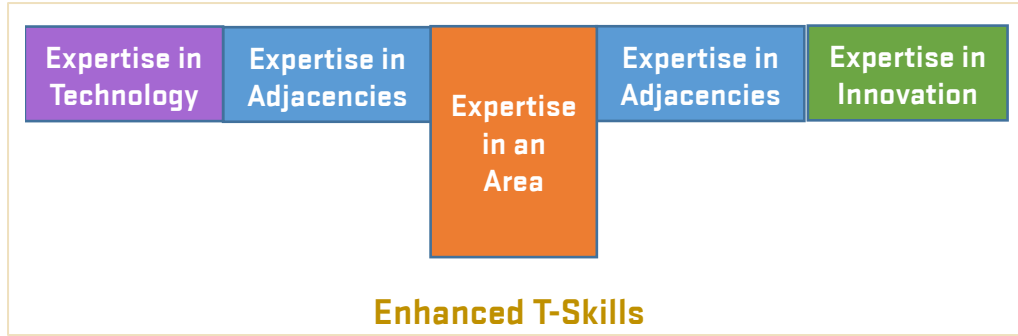 Expertise in
Technology
Expertise in
Adjacencies
Expertise
in an
Area
Expertise in
Adjacencies
Expertise in
Innovation
Enhanced T-Skills